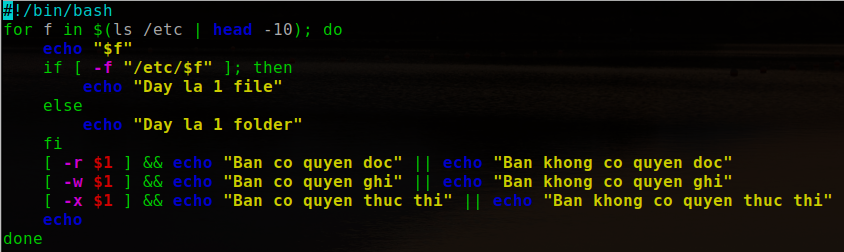 #!/bin/bash
for f in $(ls /etc | head -10); do
    echo "$f"
    if [ -f "/etc/$f" ]; then
        echo "Day la 1 file"
    else
        echo "Day la 1 folder"
    fi
    [ -r $1 ] && echo "Ban co quyen doc" || echo "Ban khong co quyen doc"
    [ -w $1 ] && echo "Ban co quyen ghi" || echo "Ban khong co quyen ghi"
    [ -x $1 ] && echo "Ban co quyen thuc thi" || echo "Ban khong co quyen thuc thi"
    echo
done